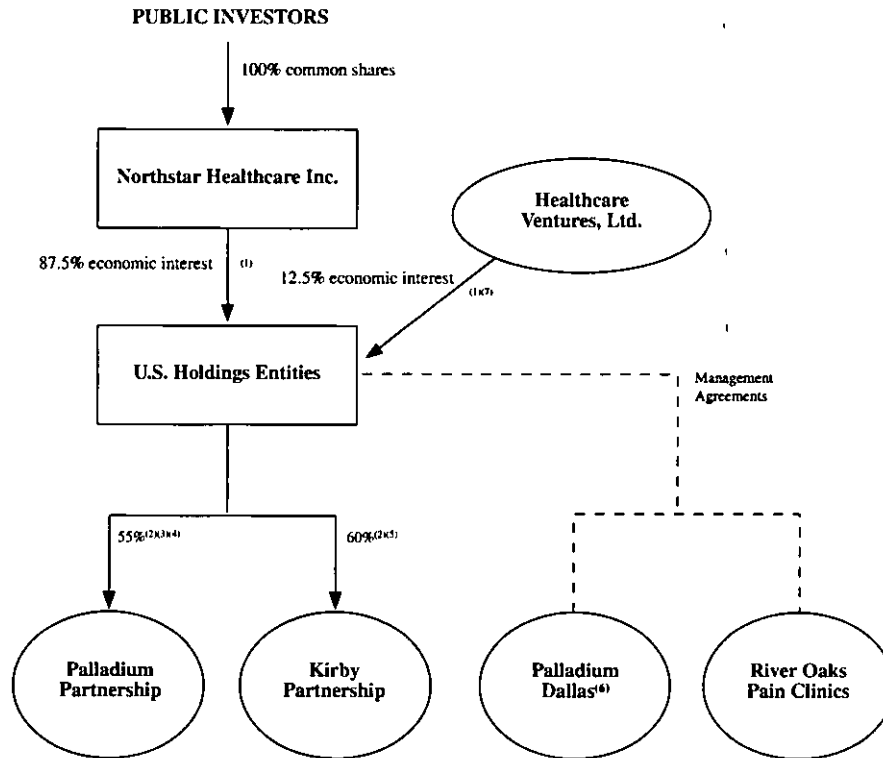 PUBLIC INVESTORS
100% common shares
Northstar Healthcare Inc.
Healthcare
Ventures, Ltd.
87.5% economic interest (1)
12.5% economic interest (1)(7)
U.S. Holdings Entities
Management
Agreements
55%(2)(3)(4)
60%(2)(5)
Palladium
Partnership
Kirby
Partnership
Palladium
Dallas(6)
River Oaks
Pain Clinics